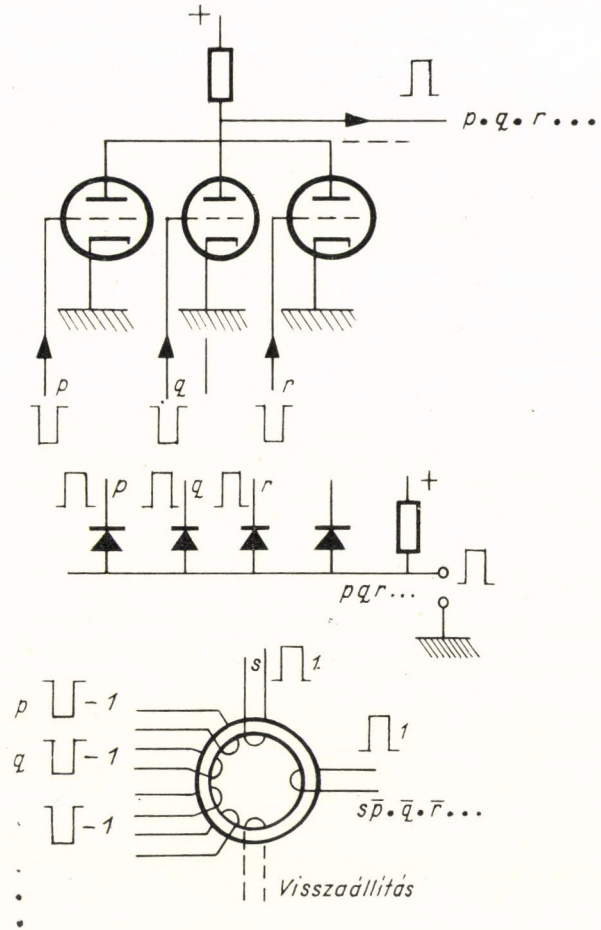 +
p.q.r...
p
q
r
p
q
r
+
pqr...
s
1.
p
-1
1
q
-1
sp̅.q̅.r̅...
-1
Visszaállítás